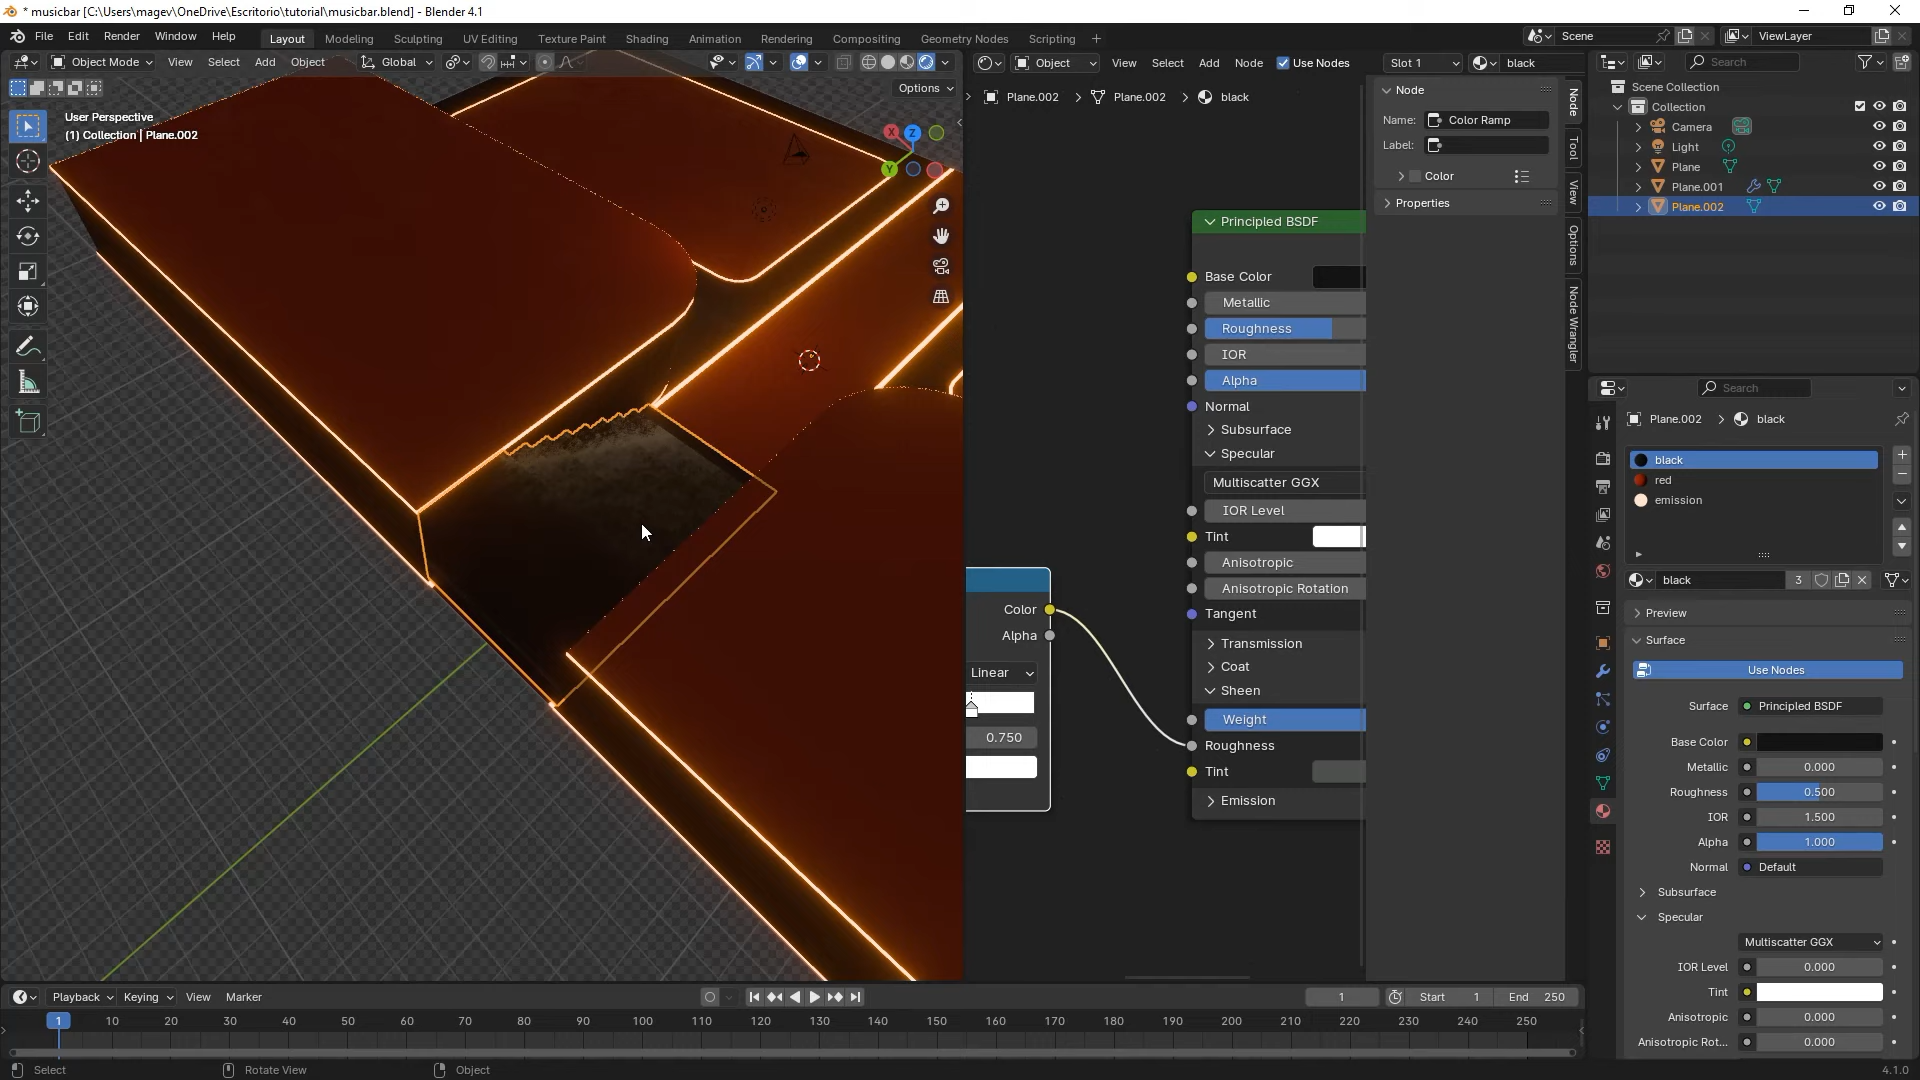 * musicbar [C:\Users\magev\OneDrive\Escritorio\tutorial\musicbar.blend] - Blender 4.1
File Edit Render Window Help Layout Modeling Sculpting UV Editing Texture Paint Shading Animation Rendering Compositing Geometry Nodes Scripting + Scene ViewLayer
Object Mode View Select Add Object Global
Options
User Perspective
(1) Collection | Plane.002
X Z Y
Object View Select Add Node Use Nodes Slot 1 black
Plane.002 > Plane.002 > black
Principled BSDF
Base Color
Metallic
Roughness
IOR
Alpha
Normal
Subsurface
Specular
Multiscatter GGX
IOR Level
Tint
Anisotropic
Anisotropic Rotation
Tangent
Transmission
Coat
Sheen
Weight
Roughness
Tint
Emission
Color
Alpha
Linear
0.750
Node
Name: Color Ramp
Label:
Color
Properties
Node
Tool
View
Options
Node Wrangler
Search
Scene Collection
Collection
Camera
Light
Plane
Plane.001
Plane.002
Search
Plane.002 > black
black
red
emission
black 3
Preview
Surface
Use Nodes
Surface Principled BSDF
Base Color
Metallic 0.000
Roughness 0.500
IOR 1.500
Alpha 1.000
Normal Default
Subsurface
Specular
Multiscatter GGX
IOR Level 0.000
Tint
Anisotropic 0.000
Anisotropic Rot... 0.000
Playback Keying View Marker 1 Start 1 End 250
1 10 20 30 40 50 60 70 80 90 100 110 120 130 140 150 160 170 180 190 200 210 220 230 240 250
Select Rotate View Object 4.1.0